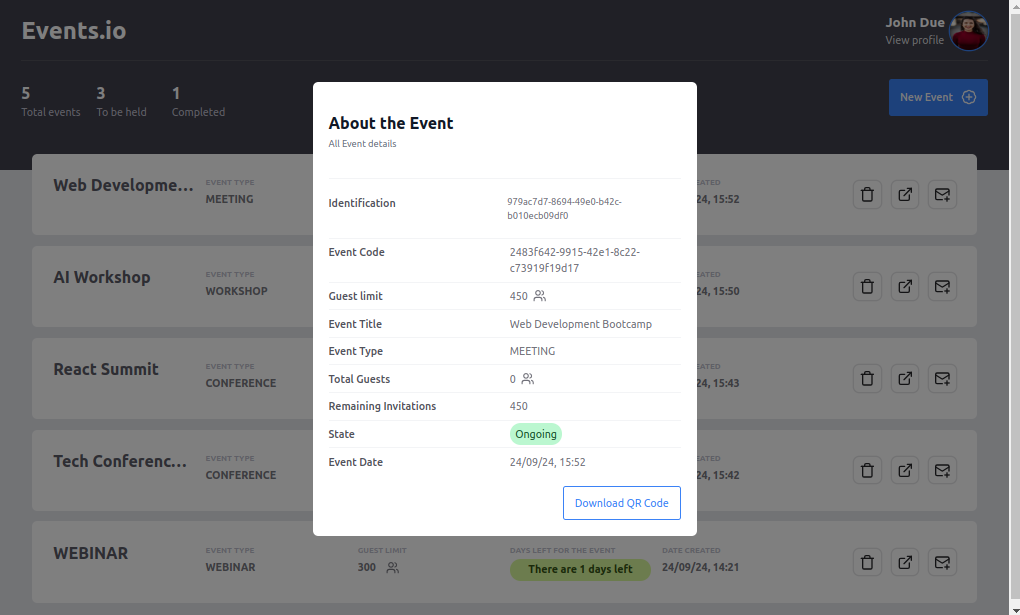 Events.io
John Due
View profile
5
Total events
3
To be held
1
Completed
New Event
About the Event
All Event details
Identification
979ac7d7-8694-49e0-b42c-
b010ecb09df0
Event Code
2483f642-9915-42e1-8c22-
c73919f19d17
Guest limit
450
Event Title
Web Development Bootcamp
Event Type
MEETING
Total Guests
0
Remaining Invitations
450
State
Ongoing
Event Date
24/09/24, 15:52
Download QR Code
Web Developme...
EVENT TYPE
MEETING
24, 15:52
AI Workshop
EVENT TYPE
WORKSHOP
24, 15:50
React Summit
EVENT TYPE
CONFERENCE
24, 15:43
Tech Conferenc...
EVENT TYPE
CONFERENCE
24, 15:42
WEBINAR
EVENT TYPE
WEBINAR
GUEST LIMIT
300
DAYS LEFT FOR THE EVENT
There are 1 days left
DATE CREATED
24/09/24, 14:21